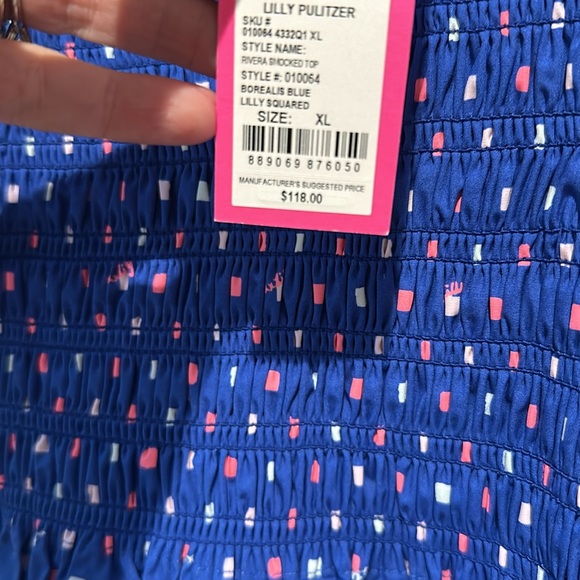 LILLY PULITZER
SKU #
010064 4332Q1 XL
STYLE NAME:
RIVERA SMOCKED TOP
STYLE #: 010064
BOREALIS BLUE
LILLY SQUARED
SIZE: XL
889069 876050
MANUFACTURER'S SUGGESTED PRICE
$118.00